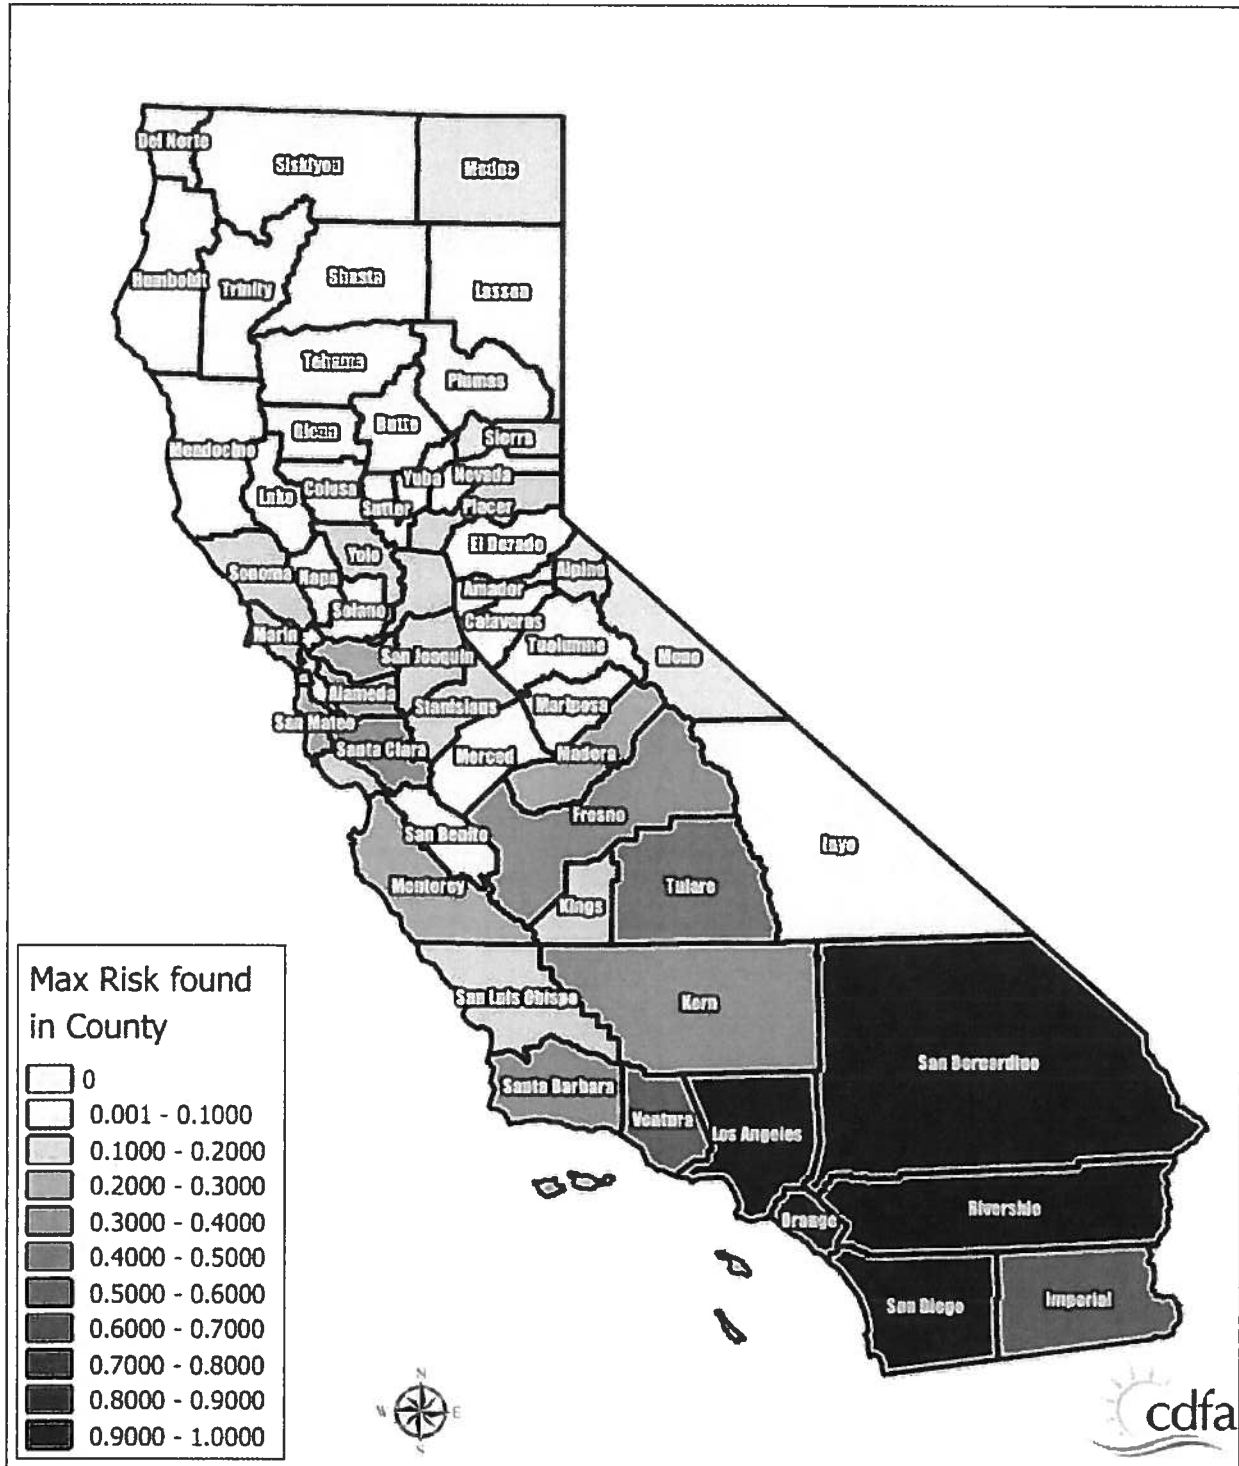 Del Norte
Siskiyou
Modoc
Humboldt
Trinity
Shasta
Lassen
Tehama
Plumas
Glenn
Butte
Sierra
Mendocino
Lake
Colusa
Sutter
Yuba
Nevada
Placer
El Dorado
Sonoma
Napa
Yolo
Solano
Amador
Alpine
Calaveras
Tuolumne
Mono
Marin
San Joaquin
Alameda
Stanislaus
Mariposa
San Mateo
Santa Clara
Merced
Madera
Fresno
San Benito
Inyo
Monterey
Kings
Tulare
San Luis Obispo
Kern
San Bernardino
Santa Barbara
Ventura
Los Angeles
Orange
Riverside
San Diego
Imperial
Max Risk found
in County
0
0.001 - 0.1000
0.1000 - 0.2000
0.2000 - 0.3000
0.3000 - 0.4000
0.4000 - 0.5000
0.5000 - 0.6000
0.6000 - 0.7000
0.7000 - 0.8000
0.8000 - 0.9000
0.9000 - 1.0000
N
W
E
S
cdfa